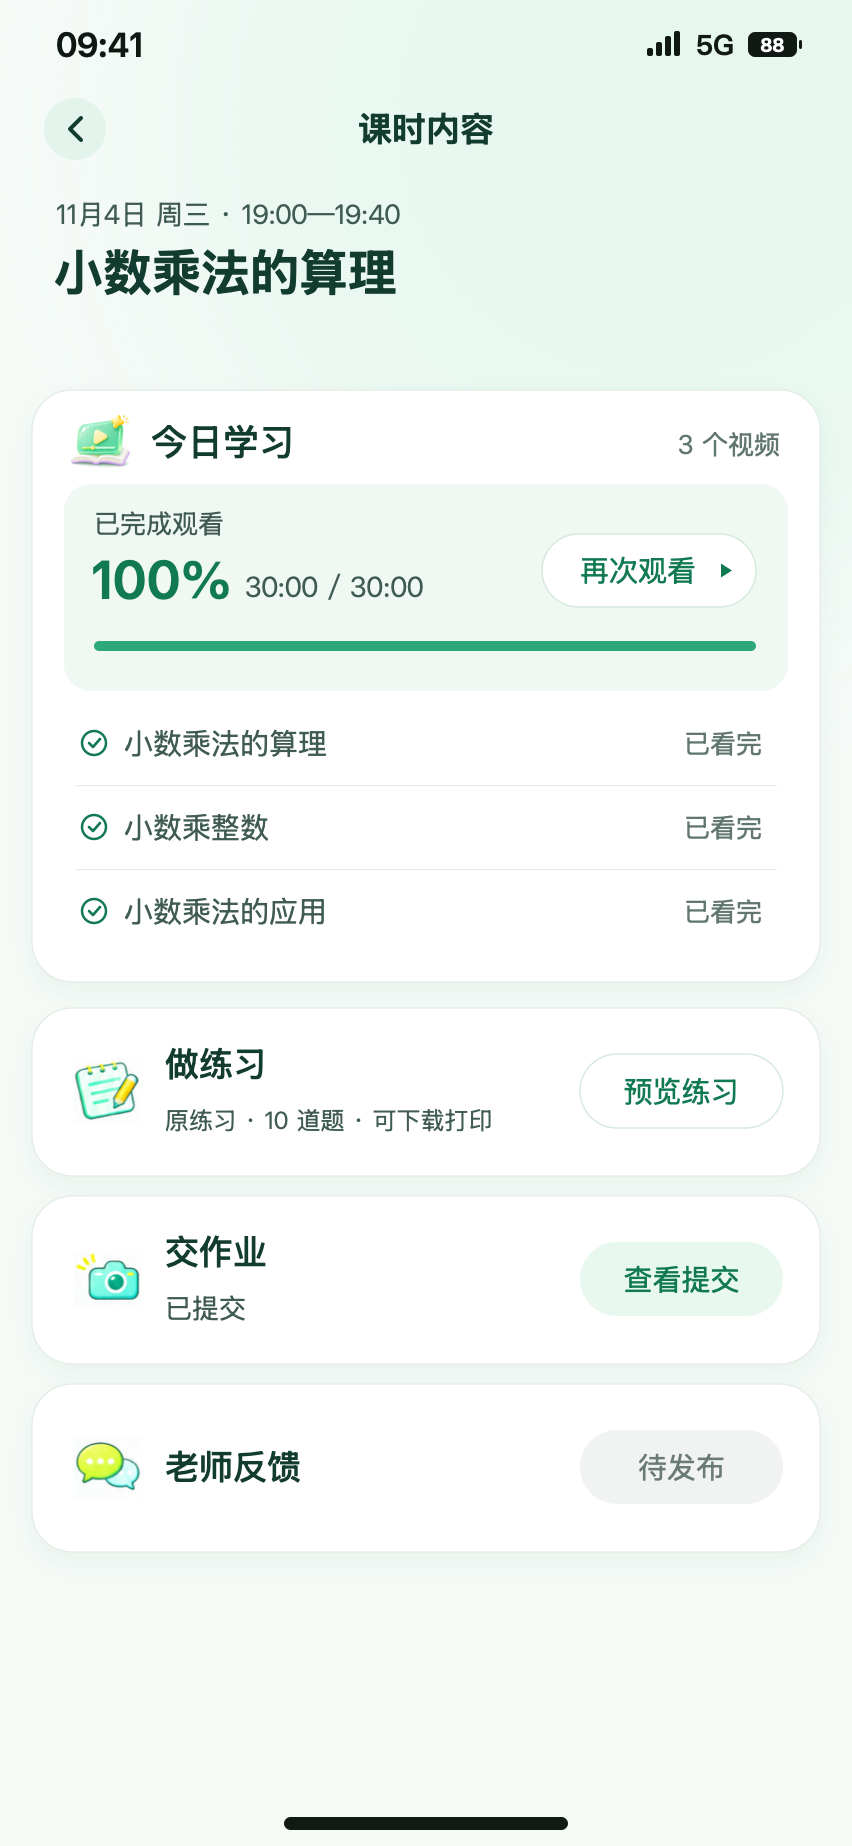 09:41
5G 88
课时内容
11月4日 周三 · 19:00—19:40
小数乘法的算理
今日学习
3 个视频
已完成观看
100% 30:00 / 30:00
再次观看
小数乘法的算理
已看完
小数乘整数
已看完
小数乘法的应用
已看完
做练习
原练习 · 10 道题 · 可下载打印
预览练习
交作业
已提交
查看提交
老师反馈
待发布